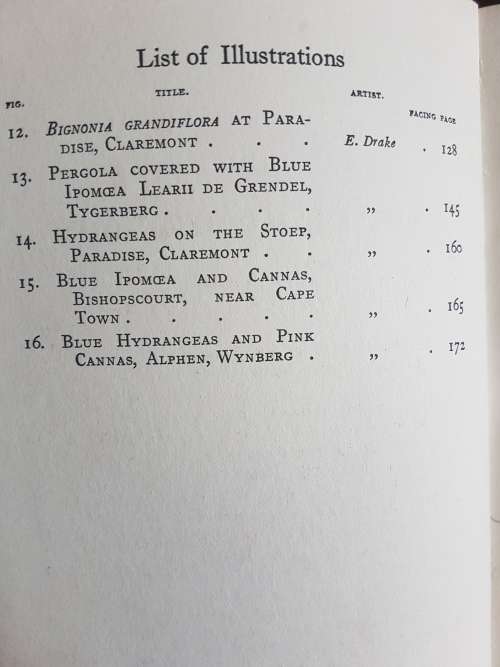 List of Illustrations
FIG. TITLE. ARTIST. FACING PAGE
12. BIGNONIA GRANDIFLORA AT PARA-
DISE, CLAREMONT . . . E. Drake . 128
13. PERGOLA COVERED WITH BLUE
IPOMŒA LEARII DE GRENDEL,
TYGERBERG . . . . „ . 145
14. HYDRANGEAS ON THE STOEP,
PARADISE, CLAREMONT . . „ . 160
15. BLUE IPOMŒA AND CANNAS,
BISHOPSCOURT, NEAR CAPE
TOWN . . . . . „ . 165
16. BLUE HYDRANGEAS AND PINK
CANNAS, ALPHEN, WYNBERG . „ . 172